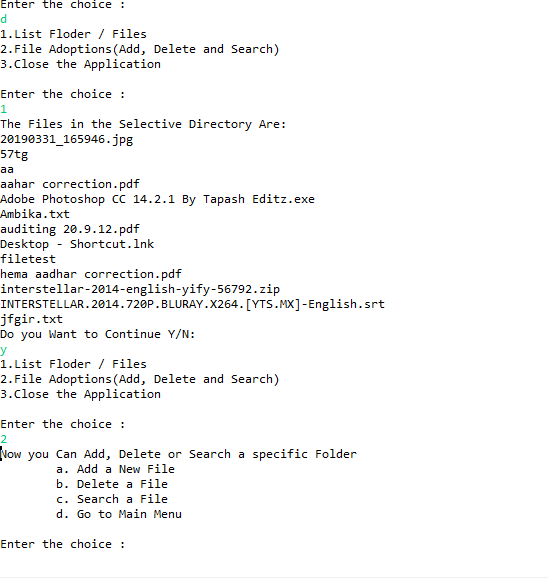 Enter the choice :
d
1.List Floder / Files
2.File Adoptions(Add, Delete and Search)
3.Close the Application
Enter the choice :
1
The Files in the Selective Directory Are:
20190331_165946.jpg
57tg
aa
aahar correction.pdf
Adobe Photoshop CC 14.2.1 By Tapash Editz.exe
Ambika.txt
auditing 20.9.12.pdf
Desktop - Shortcut.lnk
filetest
hema aadhar correction.pdf
interstellar-2014-english-yify-56792.zip
INTERSTELLAR.2014.720P.BLURAY.X264.[YTS.MX]-English.srt
jfgir.txt
Do you Want to Continue Y/N:
y
1.List Floder / Files
2.File Adoptions(Add, Delete and Search)
3.Close the Application
Enter the choice :
2
Now you Can Add, Delete or Search a specific Folder
a. Add a New File
b. Delete a File
c. Search a File
d. Go to Main Menu
Enter the choice :